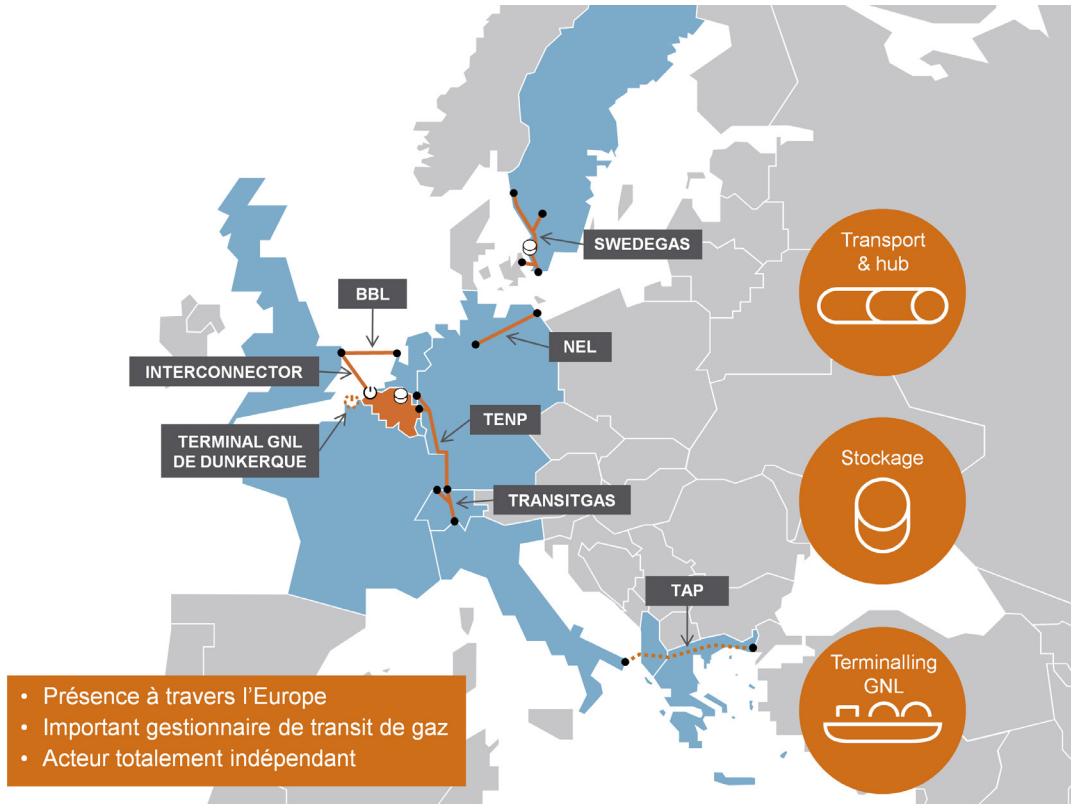 SWEDEGAS
BBL
NEL
INTERCONNECTOR
TENP
TERMINAL GNL
DE DUNKERQUE
TRANSITGAS
TAP
Transport
& hub
Stockage
Terminalling
GNL
• Présence à travers l’Europe
• Important gestionnaire de transit de gaz
• Acteur totalement indépendant